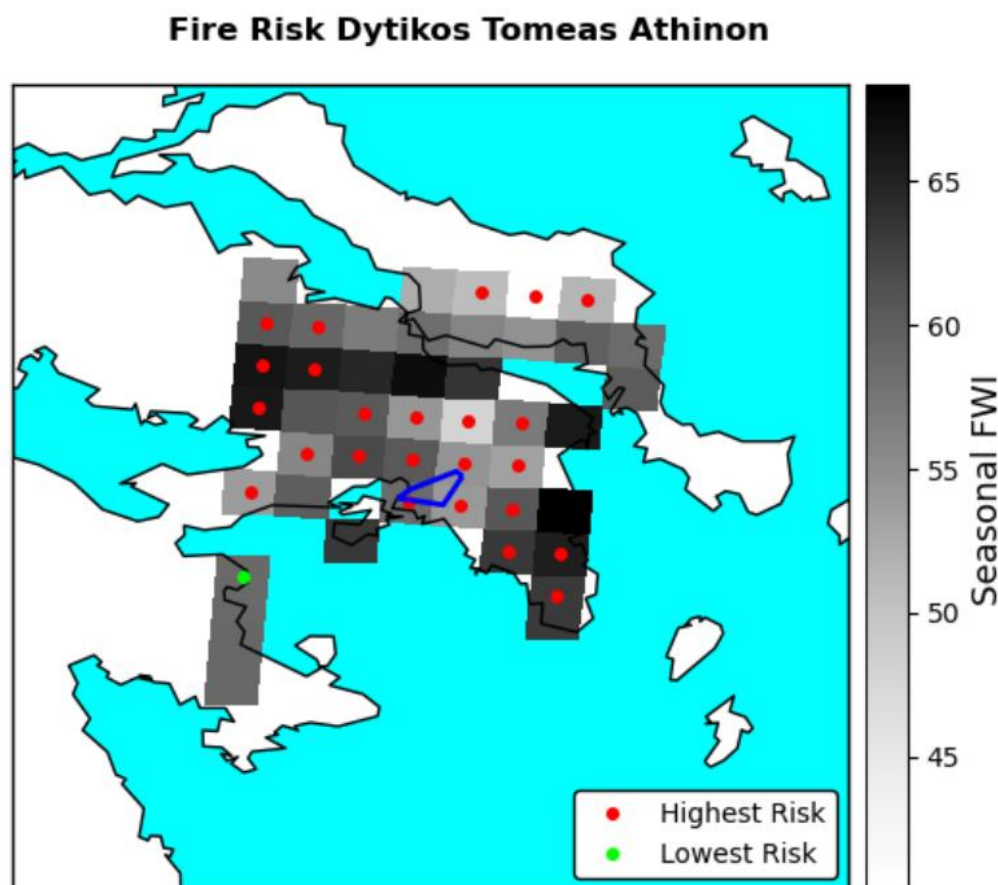 Fire Risk Dytikos Tomeas Athinon
65
60
55
50
45
Seasonal FWI
Highest Risk
Lowest Risk